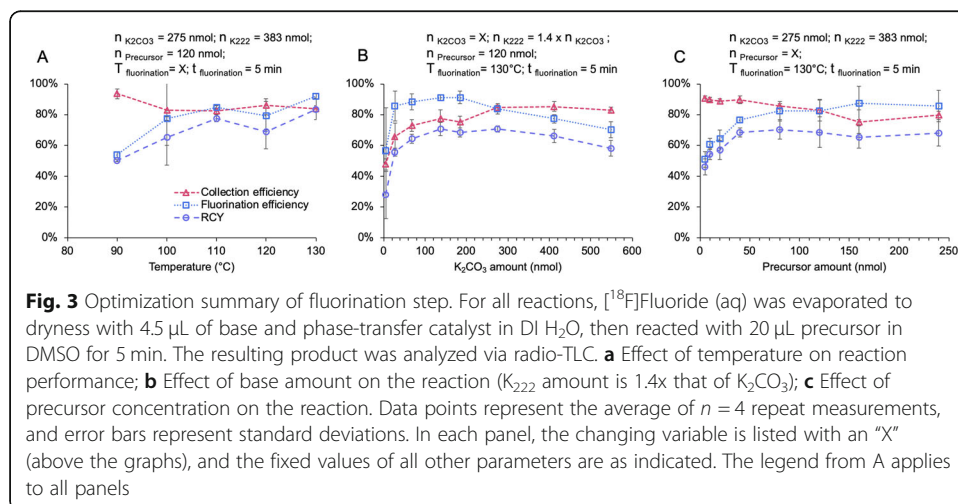 A
n K2CO3 = 275 nmol; n K222 = 383 nmol;
n Precursor = 120 nmol;
T fluorination = X; t fluorination = 5 min
100%
80%
60%
40%
20%
0%
80 90 100 110 120 130
Temperature (°C)
Collection efficiency
Fluorination efficiency
RCY
B
n K2CO3 = X; n K222 = 1.4 x n K2CO3 ;
n Precursor = 120 nmol;
T fluorination = 130°C; t fluorination = 5 min
100%
80%
60%
40%
20%
0%
0 100 200 300 400 500 600
K2CO3 amount (nmol)
C
n K2CO3 = 275 nmol; n K222 = 383 nmol;
n Precursor = X;
T fluorination = 130°C; t fluorination = 5 min
100%
80%
60%
40%
20%
0%
0 50 100 150 200 250
Precursor amount (nmol)
Fig. 3 Optimization summary of fluorination step. For all reactions, [18F]Fluoride (aq) was evaporated to
dryness with 4.5 μL of base and phase-transfer catalyst in DI H2O, then reacted with 20 μL precursor in
DMSO for 5 min. The resulting product was analyzed via radio-TLC. a Effect of temperature on reaction
performance; b Effect of base amount on the reaction (K222 amount is 1.4x that of K2CO3); c Effect of
precursor concentration on the reaction. Data points represent the average of n = 4 repeat measurements,
and error bars represent standard deviations. In each panel, the changing variable is listed with an “X”
(above the graphs), and the fixed values of all other parameters are as indicated. The legend from A applies
to all panels